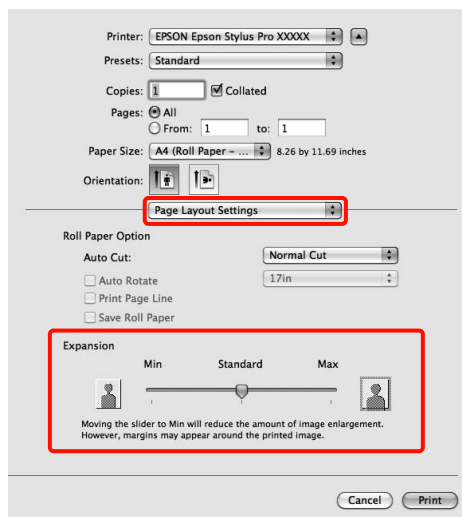 Printer: EPSON Epson Stylus Pro XXXXX
Presets: Standard
Copies: 1 Collated
Pages: All
From: 1 to: 1
Paper Size: A4 (Roll Paper – ... 8.26 by 11.69 inches
Orientation:
Page Layout Settings
Roll Paper Option
Auto Cut: Normal Cut
Auto Rotate 17in
Print Page Line
Save Roll Paper
Expansion
Min Standard Max
Moving the slider to Min will reduce the amount of image enlargement.
However, margins may appear around the printed image.
Cancel Print